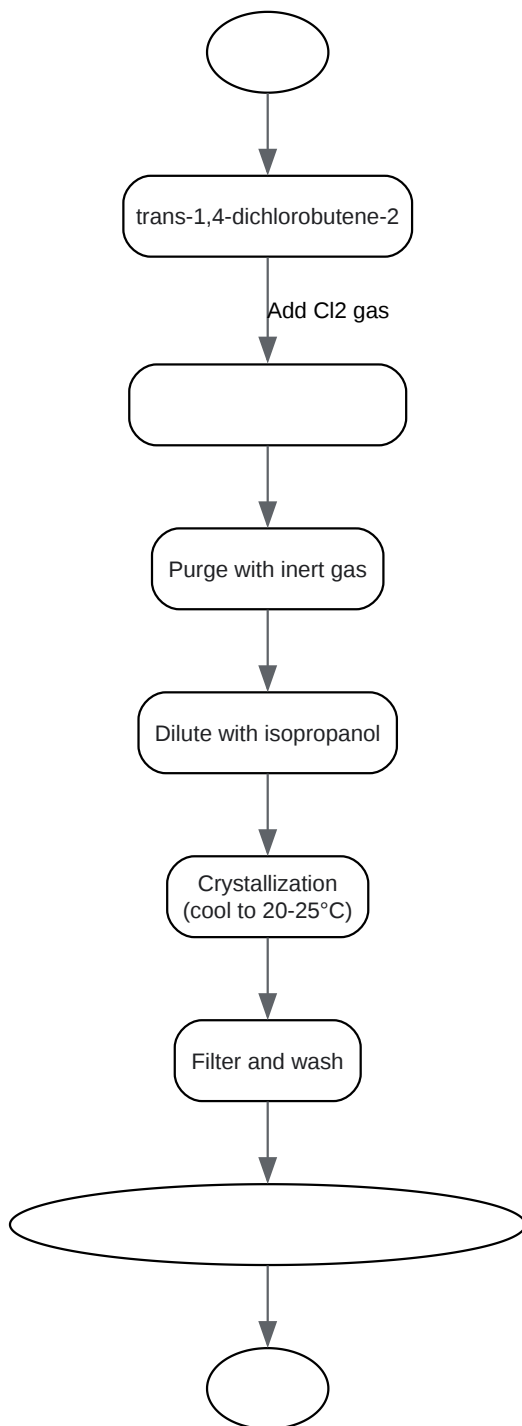 trans-1,4-dichlorobutene-2
Add Cl2 gas
Purge with inert gas
Dilute with isopropanol
Crystallization
(cool to 20-25°C)
Filter and wash